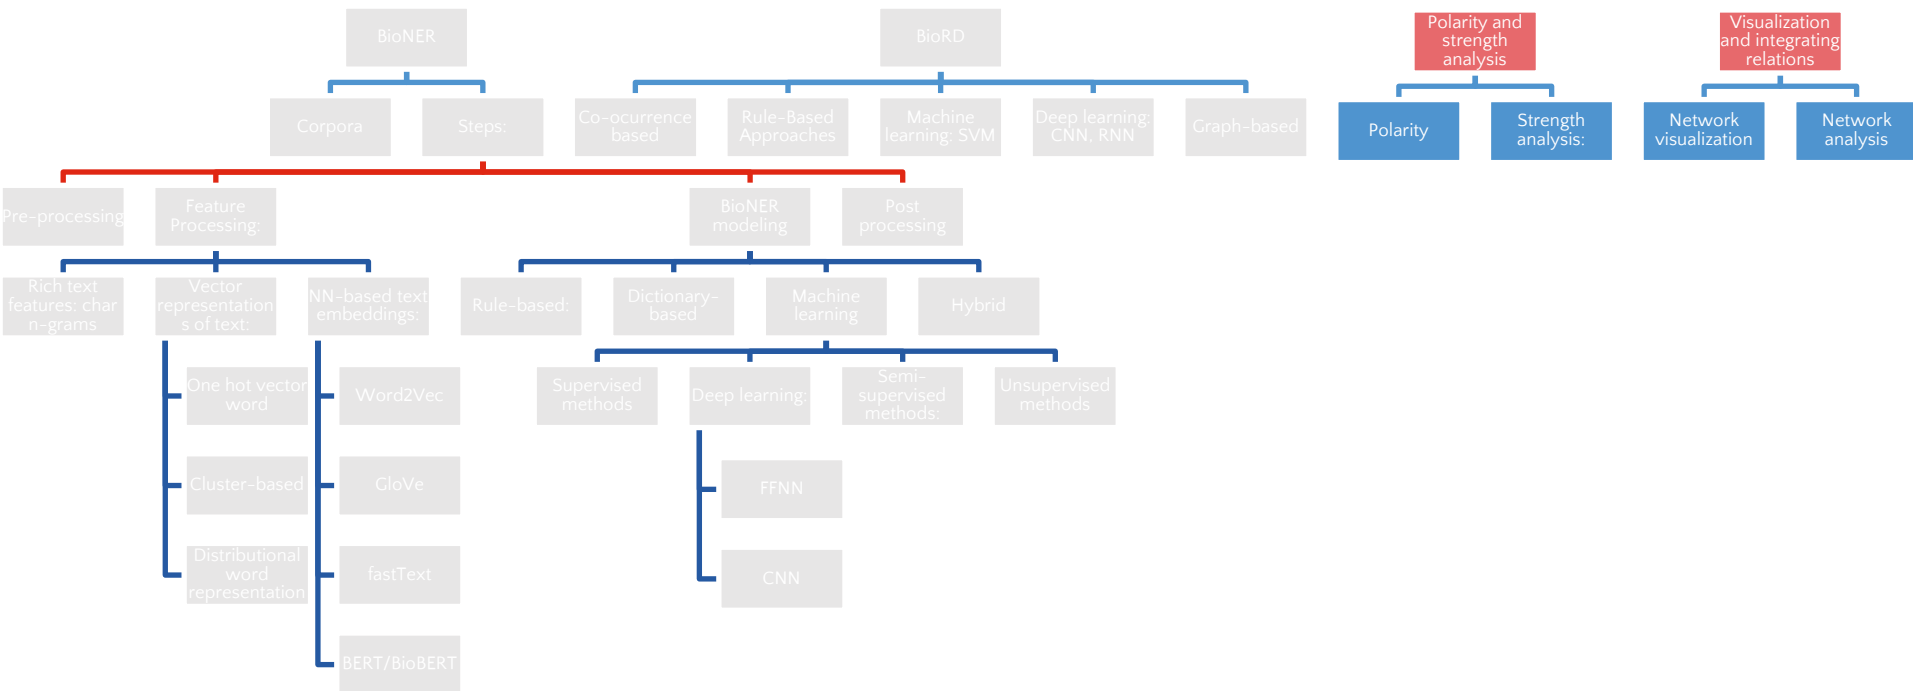 BioNER
BioRD
Polarity and
strength
analysis
Visualization
and integrating
relations
Corpora
Steps:
Co-ocurrence
based
Rule-Based
Approaches
Machine
learning: SVM
Deep learning:
CNN, RNN
Graph-based
Polarity
Strength
analysis:
Network
visualization
Network
analysis
Pre-processing
Feature
Processing:
BioNER
modeling
Post
processing
Rich text
features: char
n-grams
Vector
representation
s of text:
NN-based text
embeddings:
Rule-based:
Dictionary-
based
Machine
learning
Hybrid
One hot vector
word
Word2Vec
Supervised
methods
Deep learning:
Semi-
supervised
methods:
Unsupervised
methods
Cluster-based
GloVe
FFNN
Distributional
word
representation
fastText
CNN
BERT/BioBERT